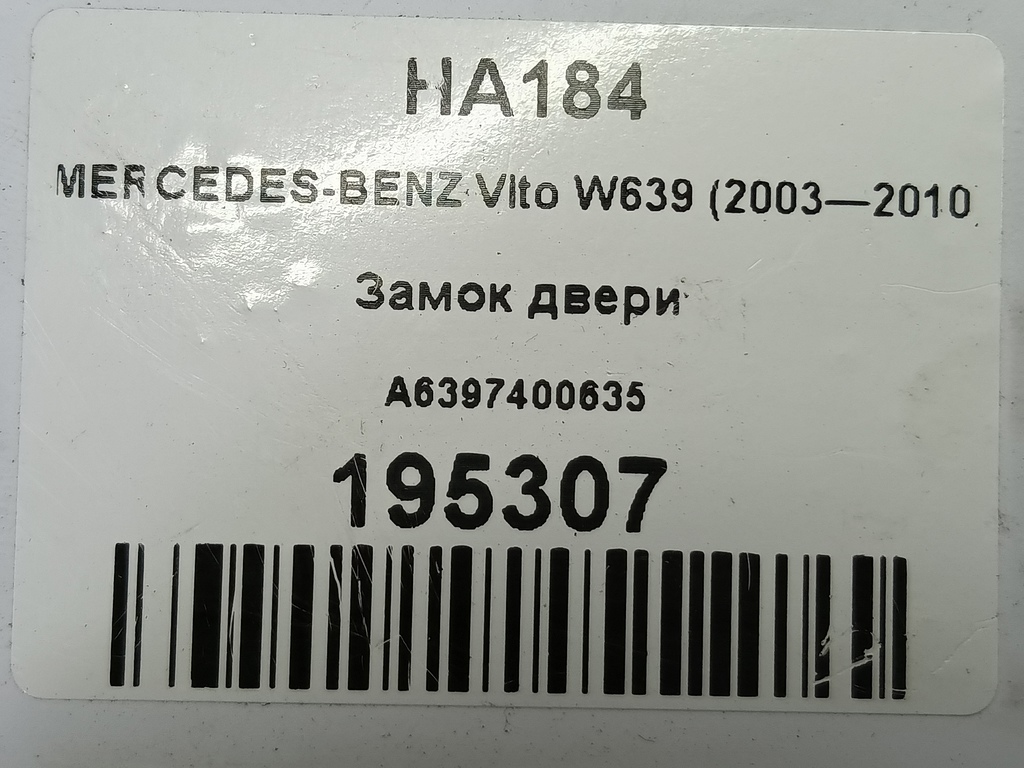 HA184
MERCEDES-BENZ Vito W639 (2003—2010
Замок двери
A6397400635
195307